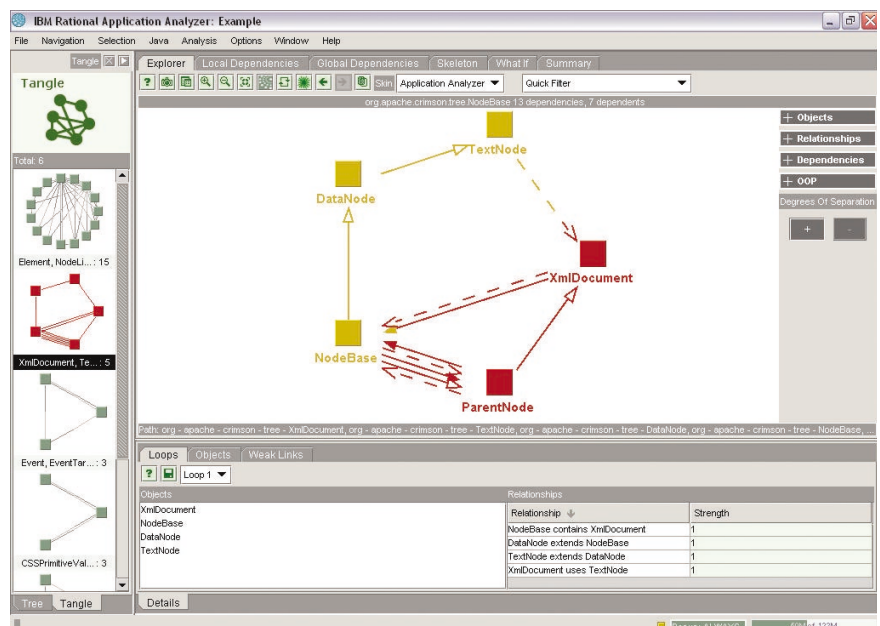 IBM Rational Application Analyzer: Example
File Navigation Selection Java Analysis Options Window Help
Tangle
Explorer Local Dependencies Global Dependencies Skeleton What If Summary
Tangle
Skin Application Analyzer Quick Filter
org.apache.crimson.tree.NodeBase 13 dependencies, 7 dependents
+ Objects
+ Relationships
+ Dependencies
+ OOP
Degrees Of Separation
+ -
TextNode
DataNode
XmlDocument
NodeBase
ParentNode
Total: 6
Element, NodeLi...: 15
XmlDocument, Te...: 5
Event, EventTar...: 3
CSSPrimitiveVal...: 3
Path: org - apache - crimson - tree - XmlDocument, org - apache - crimson - tree - TextNode, org - apache - crimson - tree - DataNode, org - apache - crimson - tree - NodeBase, ...
Loops Objects Weak Links
? Loop 1
Objects Relationships
Relationship Strength
XmlDocument
NodeBase
DataNode
TextNode
NodeBase contains XmlDocument 1
DataNode extends NodeBase 1
TextNode extends DataNode 1
XmlDocument uses TextNode 1
Tree Tangle Details